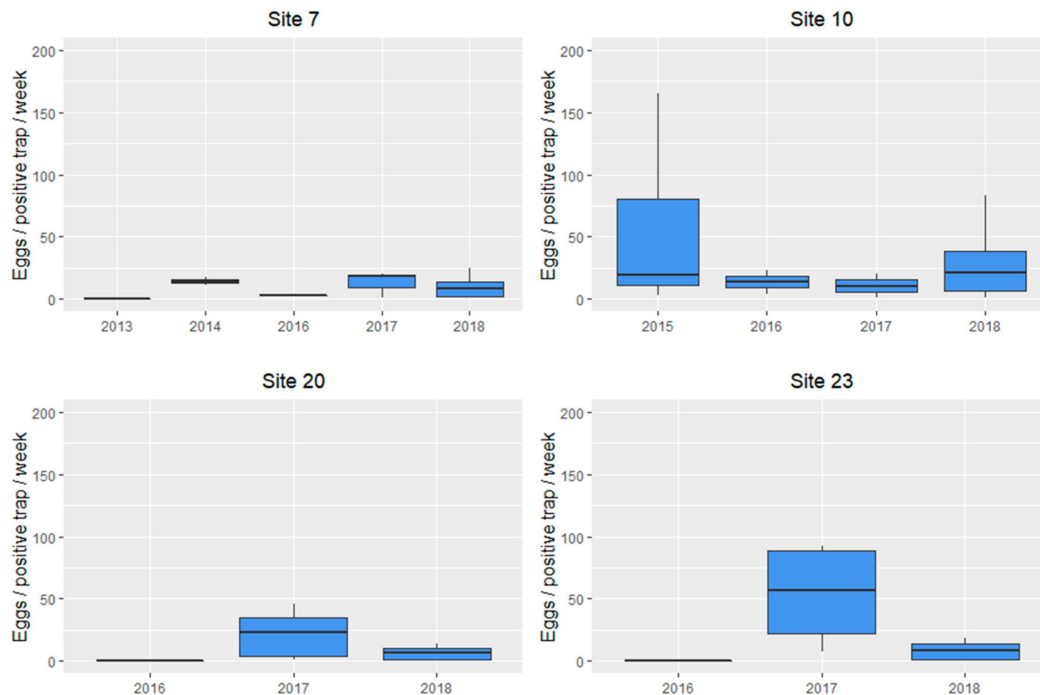 Site 7
Eggs / positive trap / week
200
150
100
50
0
2013 2014 2016 2017 2018
Site 10
Eggs / positive trap / week
200
150
100
50
0
2015 2016 2017 2018
Site 20
Eggs / positive trap / week
200
150
100
50
0
2016 2017 2018
Site 23
Eggs / positive trap / week
200
150
100
50
0
2016 2017 2018